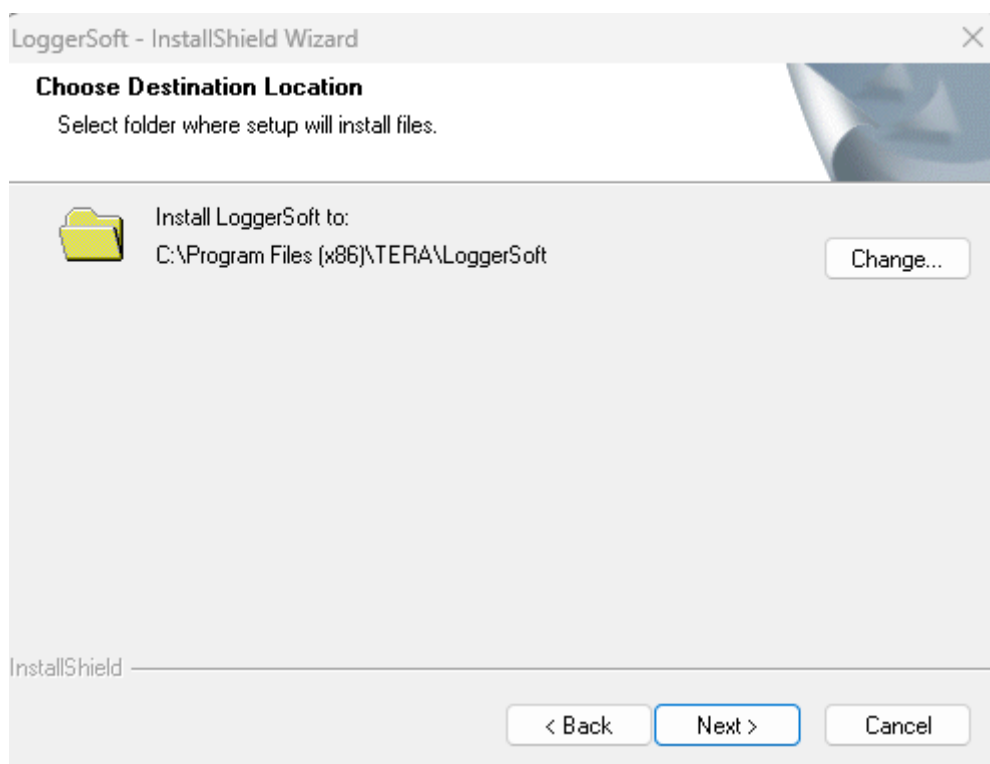 LoggerSoft - InstallShield Wizard
Choose Destination Location
Select folder where setup will install files.
Install LoggerSoft to:
C:\Program Files (x86)\TERA\LoggerSoft
Change...
InstallShield
< Back
Next >
Cancel